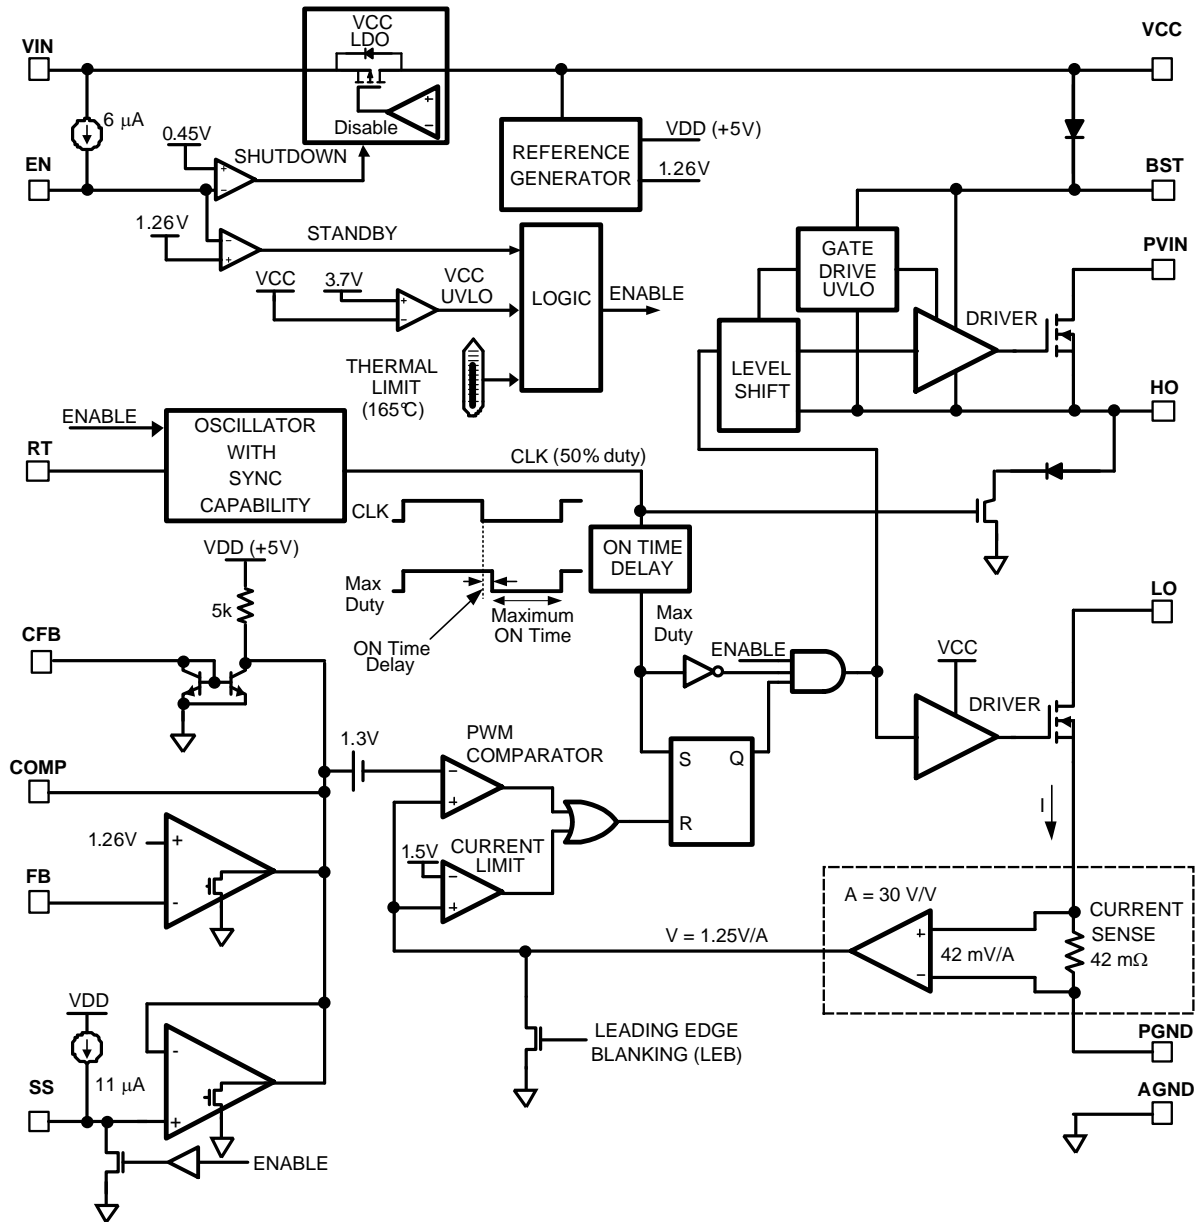 VCC
LDO
VCC
VIN
6 μA
0.45V
SHUTDOWN
Disable
+
−
VDD (+5V)
REFERENCE
GENERATOR
1.26V
EN
+
−
BST
1.26V
STANDBY
−
+
PVIN
GATE
DRIVE
UVLO
VCC
3.7V
VCC
UVLO
+
−
LOGIC
ENABLE
DRIVER
LEVEL
SHIFT
THERMAL
LIMIT
(165°C)
HO
ENABLE
OSCILLATOR
WITH
SYNC
CAPABILITY
RT
CLK (50% duty)
CLK
ON TIME
DELAY
VDD (+5V)
5k
Max
Duty
Maximum
ON Time
ON Time
Delay
Max
Duty
LO
CFB
ENABLE
VCC
DRIVER
1.3V
PWM
COMPARATOR
−
+
S
Q
R
COMP
I
1.26V
+
-
FB
1.5V
CURRENT
LIMIT
−
+
A = 30 V/V
CURRENT
SENSE
42 mΩ
+
−
42 mV/A
V = 1.25V/A
VDD
11 μA
-
+
SS
LEADING EDGE
BLANKING (LEB)
PGND
AGND
ENABLE